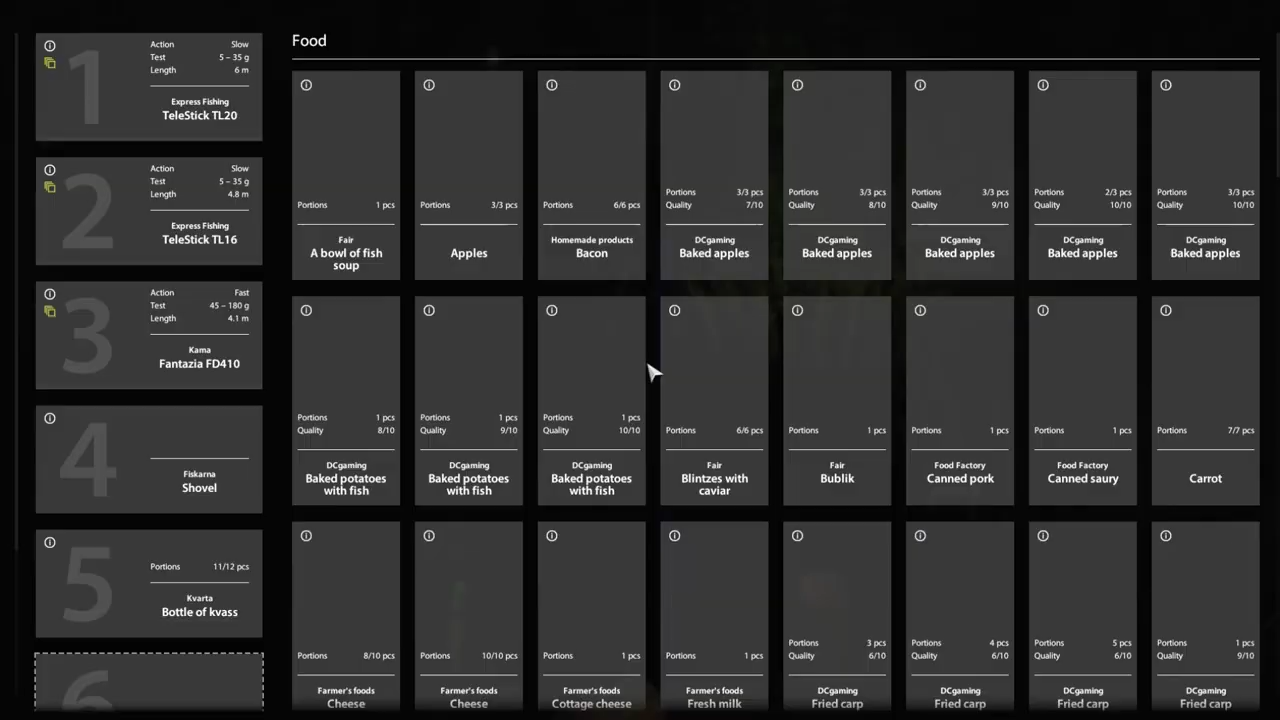 Food
1
Action Slow
Test 5 – 35 g
Length 6 m
Express Fishing
TeleStick TL20
2
Action Slow
Test 5 – 35 g
Length 4.8 m
Express Fishing
TeleStick TL16
3
Action Fast
Test 45 – 180 g
Length 4.1 m
Kama
Fantazia FD410
4
Fiskarna
Shovel
5
Portions 11/12 pcs
Kvarta
Bottle of kvass
6
Portions 1 pcs
Fair
A bowl of fish
soup
Portions 3/3 pcs
Apples
Portions 6/6 pcs
Homemade products
Bacon
Portions 3/3 pcs
Quality 7/10
DCgaming
Baked apples
Portions 3/3 pcs
Quality 8/10
DCgaming
Baked apples
Portions 3/3 pcs
Quality 9/10
DCgaming
Baked apples
Portions 2/3 pcs
Quality 10/10
DCgaming
Baked apples
Portions 3/3 pcs
Quality 10/10
DCgaming
Baked apples
Portions 1 pcs
Quality 8/10
DCgaming
Baked potatoes
with fish
Portions 1 pcs
Quality 9/10
DCgaming
Baked potatoes
with fish
Portions 1 pcs
Quality 10/10
DCgaming
Baked potatoes
with fish
Portions 6/6 pcs
Fair
Blintzes with
caviar
Portions 1 pcs
Fair
Bublik
Portions 1 pcs
Food Factory
Canned pork
Portions 1 pcs
Food Factory
Canned saury
Portions 7/7 pcs
Carrot
Portions 8/10 pcs
Farmer's foods
Cheese
Portions 10/10 pcs
Farmer's foods
Cheese
Portions 1 pcs
Farmer's foods
Cottage cheese
Portions 1 pcs
Farmer's foods
Fresh milk
Portions 3 pcs
Quality 6/10
DCgaming
Fried carp
Portions 4 pcs
Quality 6/10
DCgaming
Fried carp
Portions 5 pcs
Quality 6/10
DCgaming
Fried carp
Portions 1 pcs
Quality 9/10
DCgaming
Fried carp